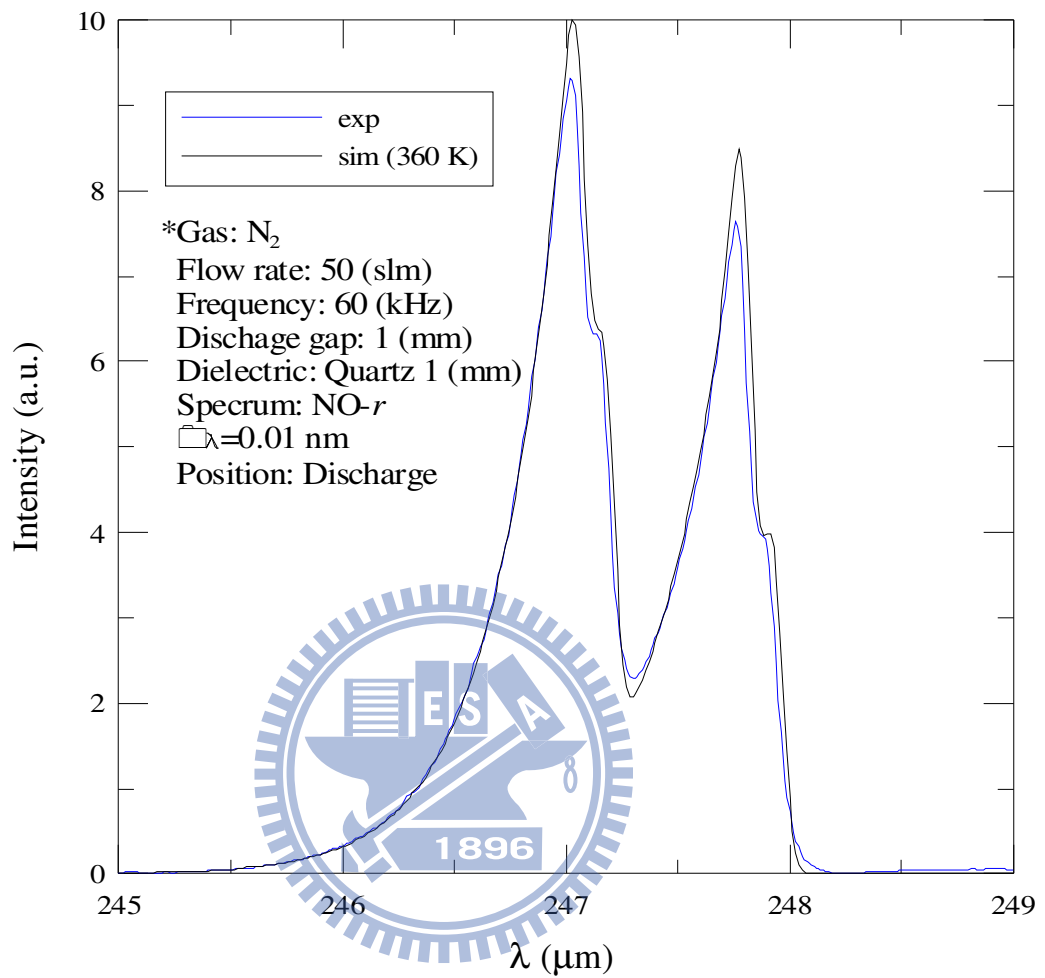 10
8
6
4
2
0
Intensity (a.u.)
exp
sim (360 K)
*Gas: N₂
Flow rate: 50 (slm)
Frequency: 60 (kHz)
Dischage gap: 1 (mm)
Dielectric: Quartz 1 (mm)
Specrum: NO-r
λ=0.01 nm
Position: Discharge
E S A
1896
245 246 247 248 249
λ (μm)